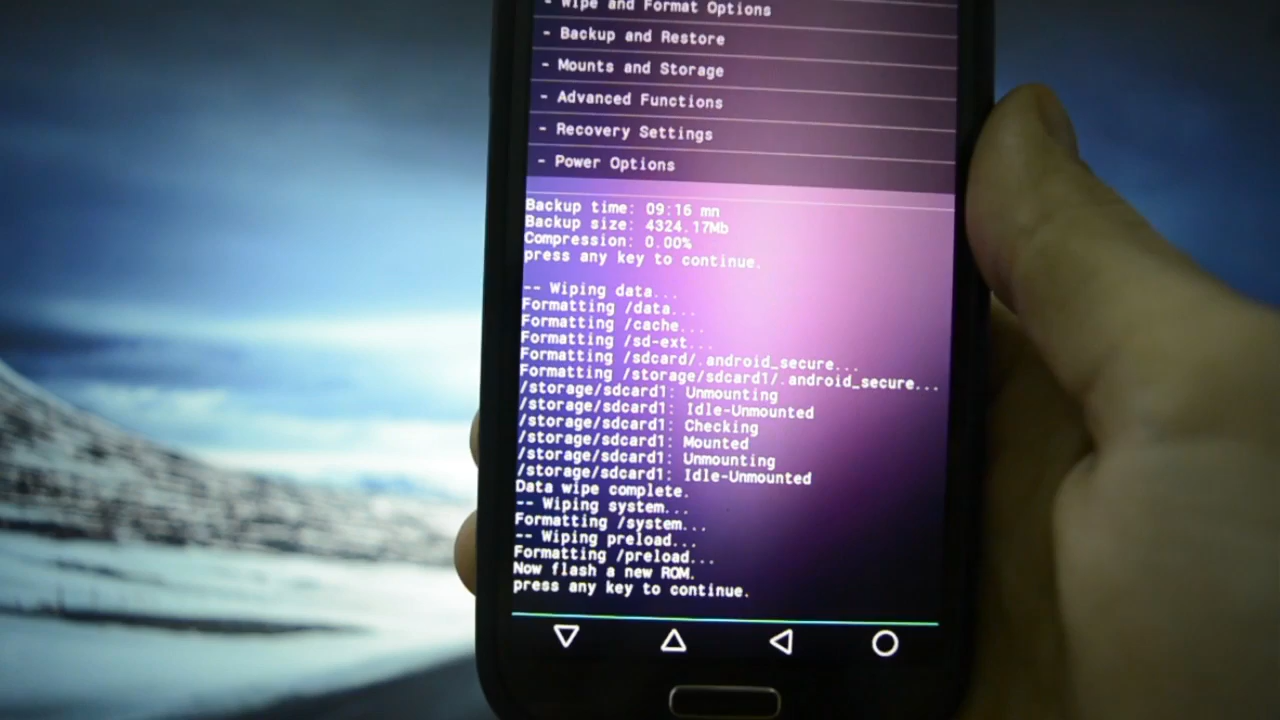 - Wipe and Format Options
- Backup and Restore
- Mounts and Storage
- Advanced Functions
- Recovery Settings
- Power Options
Backup time: 09:16 mn
Backup size: 4324.17Mb
Compression: 0.00%
press any key to continue.
-- Wiping data...
Formatting /data...
Formatting /cache...
Formatting /sd-ext...
Formatting /sdcard/.android_secure...
Formatting /storage/sdcard1/.android_secure...
/storage/sdcard1: Unmounting
/storage/sdcard1: Idle-Unmounted
/storage/sdcard1: Checking
/storage/sdcard1: Mounted
/storage/sdcard1: Unmounting
/storage/sdcard1: Idle-Unmounted
Data wipe complete.
-- Wiping system...
Formatting /system...
-- Wiping preload...
Formatting /preload...
Now flash a new ROM.
press any key to continue.